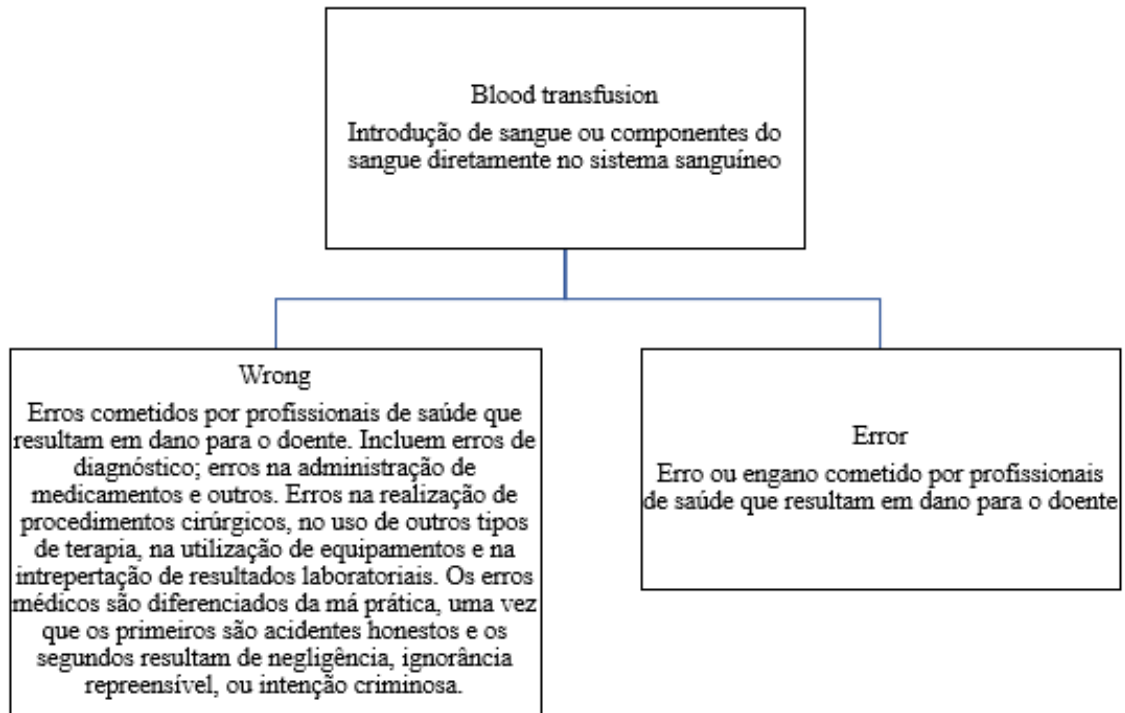 Blood transfusion
Introdução de sangue ou componentes do
sangue diretamente no sistema sanguíneo
Wrong
Erros cometidos por profissionais de saúde que
resultam em dano para o doente. Incluem erros de
diagnóstico; erros na administração de
medicamentos e outros. Erros na realização de
procedimentos cirúrgicos, no uso de outros tipos
de terapia, na utilização de equipamentos e na
intrepertação de resultados laboratoriais. Os erros
médicos são diferenciados da má prática, uma vez
que os primeiros são acidentes honestos e os
segundos resultam de negligência, ignorância
repreensível, ou intenção criminosa.
Error
Erro ou engano cometido por profissionais
de saúde que resultam em dano para o doente